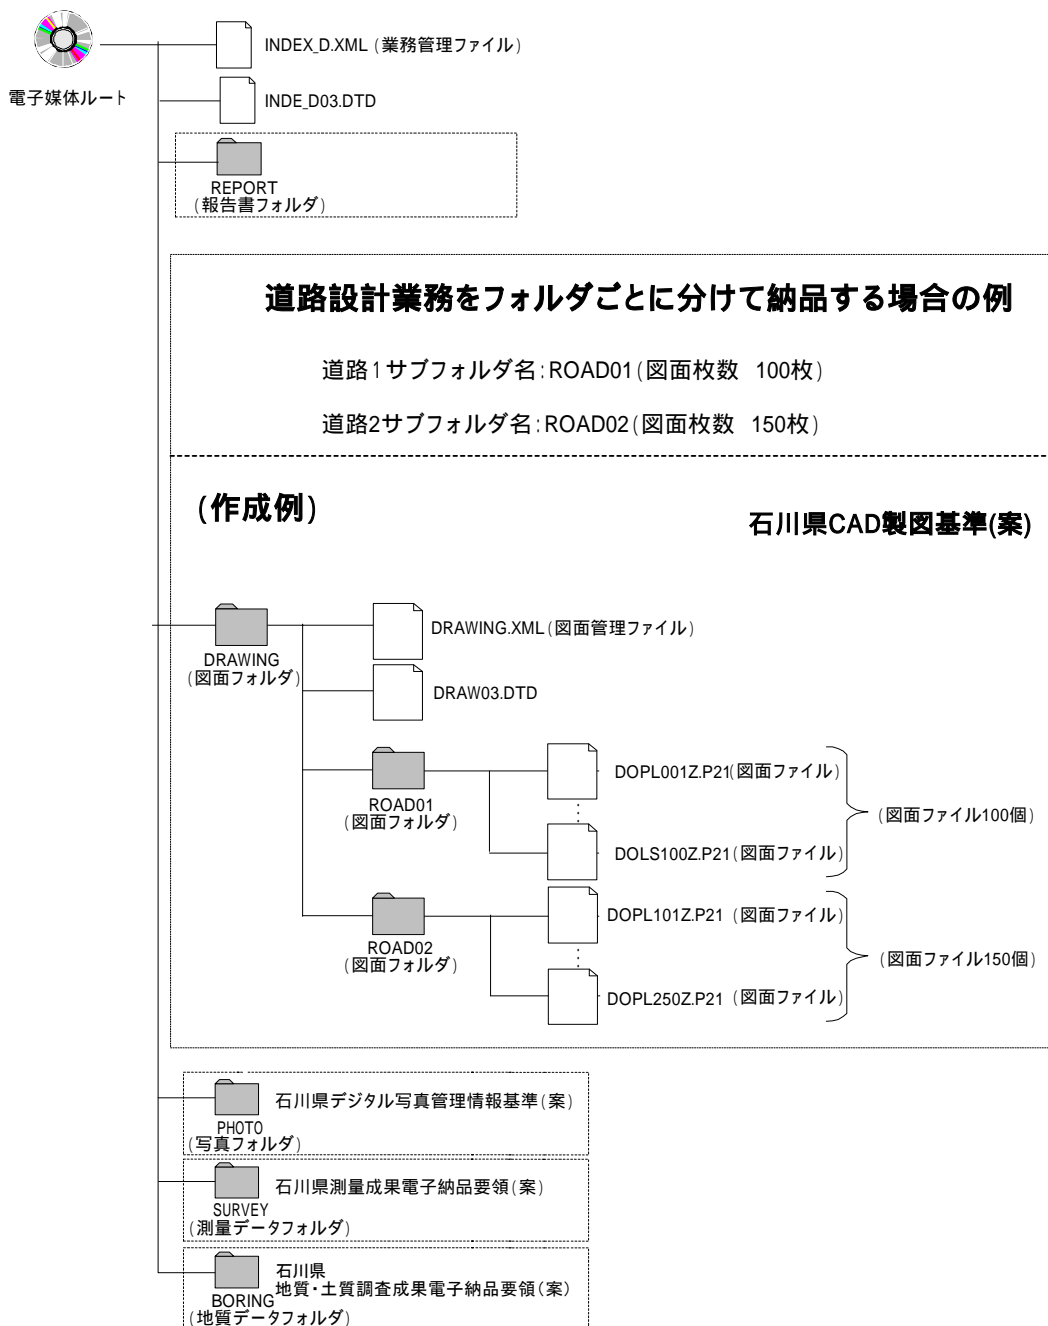 INDEX_D.XML（業務管理ファイル）
電子媒体ルート
INDE_D03.DTD
REPORT
（報告書フォルダ）
道路設計業務をフォルダごとに分けて納品する場合の例
道路1サブフォルダ名：ROAD01（図面枚数　100枚）
道路2サブフォルダ名：ROAD02（図面枚数　150枚）
（作成例）
石川県CAD製図基準(案)
DRAWING.XML（図面管理ファイル）
DRAWING
（図面フォルダ）
DRAW03.DTD
DOPL001Z.P21（図面ファイル）
ROAD01
（図面フォルダ）
（図面ファイル100個）
DOLS100Z.P21（図面ファイル）
DOPL101Z.P21（図面ファイル）
ROAD02
（図面フォルダ）
（図面ファイル150個）
DOPL250Z.P21（図面ファイル）
石川県デジタル写真管理情報基準（案）
PHOTO
（写真フォルダ）
石川県測量成果電子納品要領（案）
SURVEY
（測量データフォルダ）
石川県
地質・土質調査成果電子納品要領（案）
BORING
（地質データフォルダ）